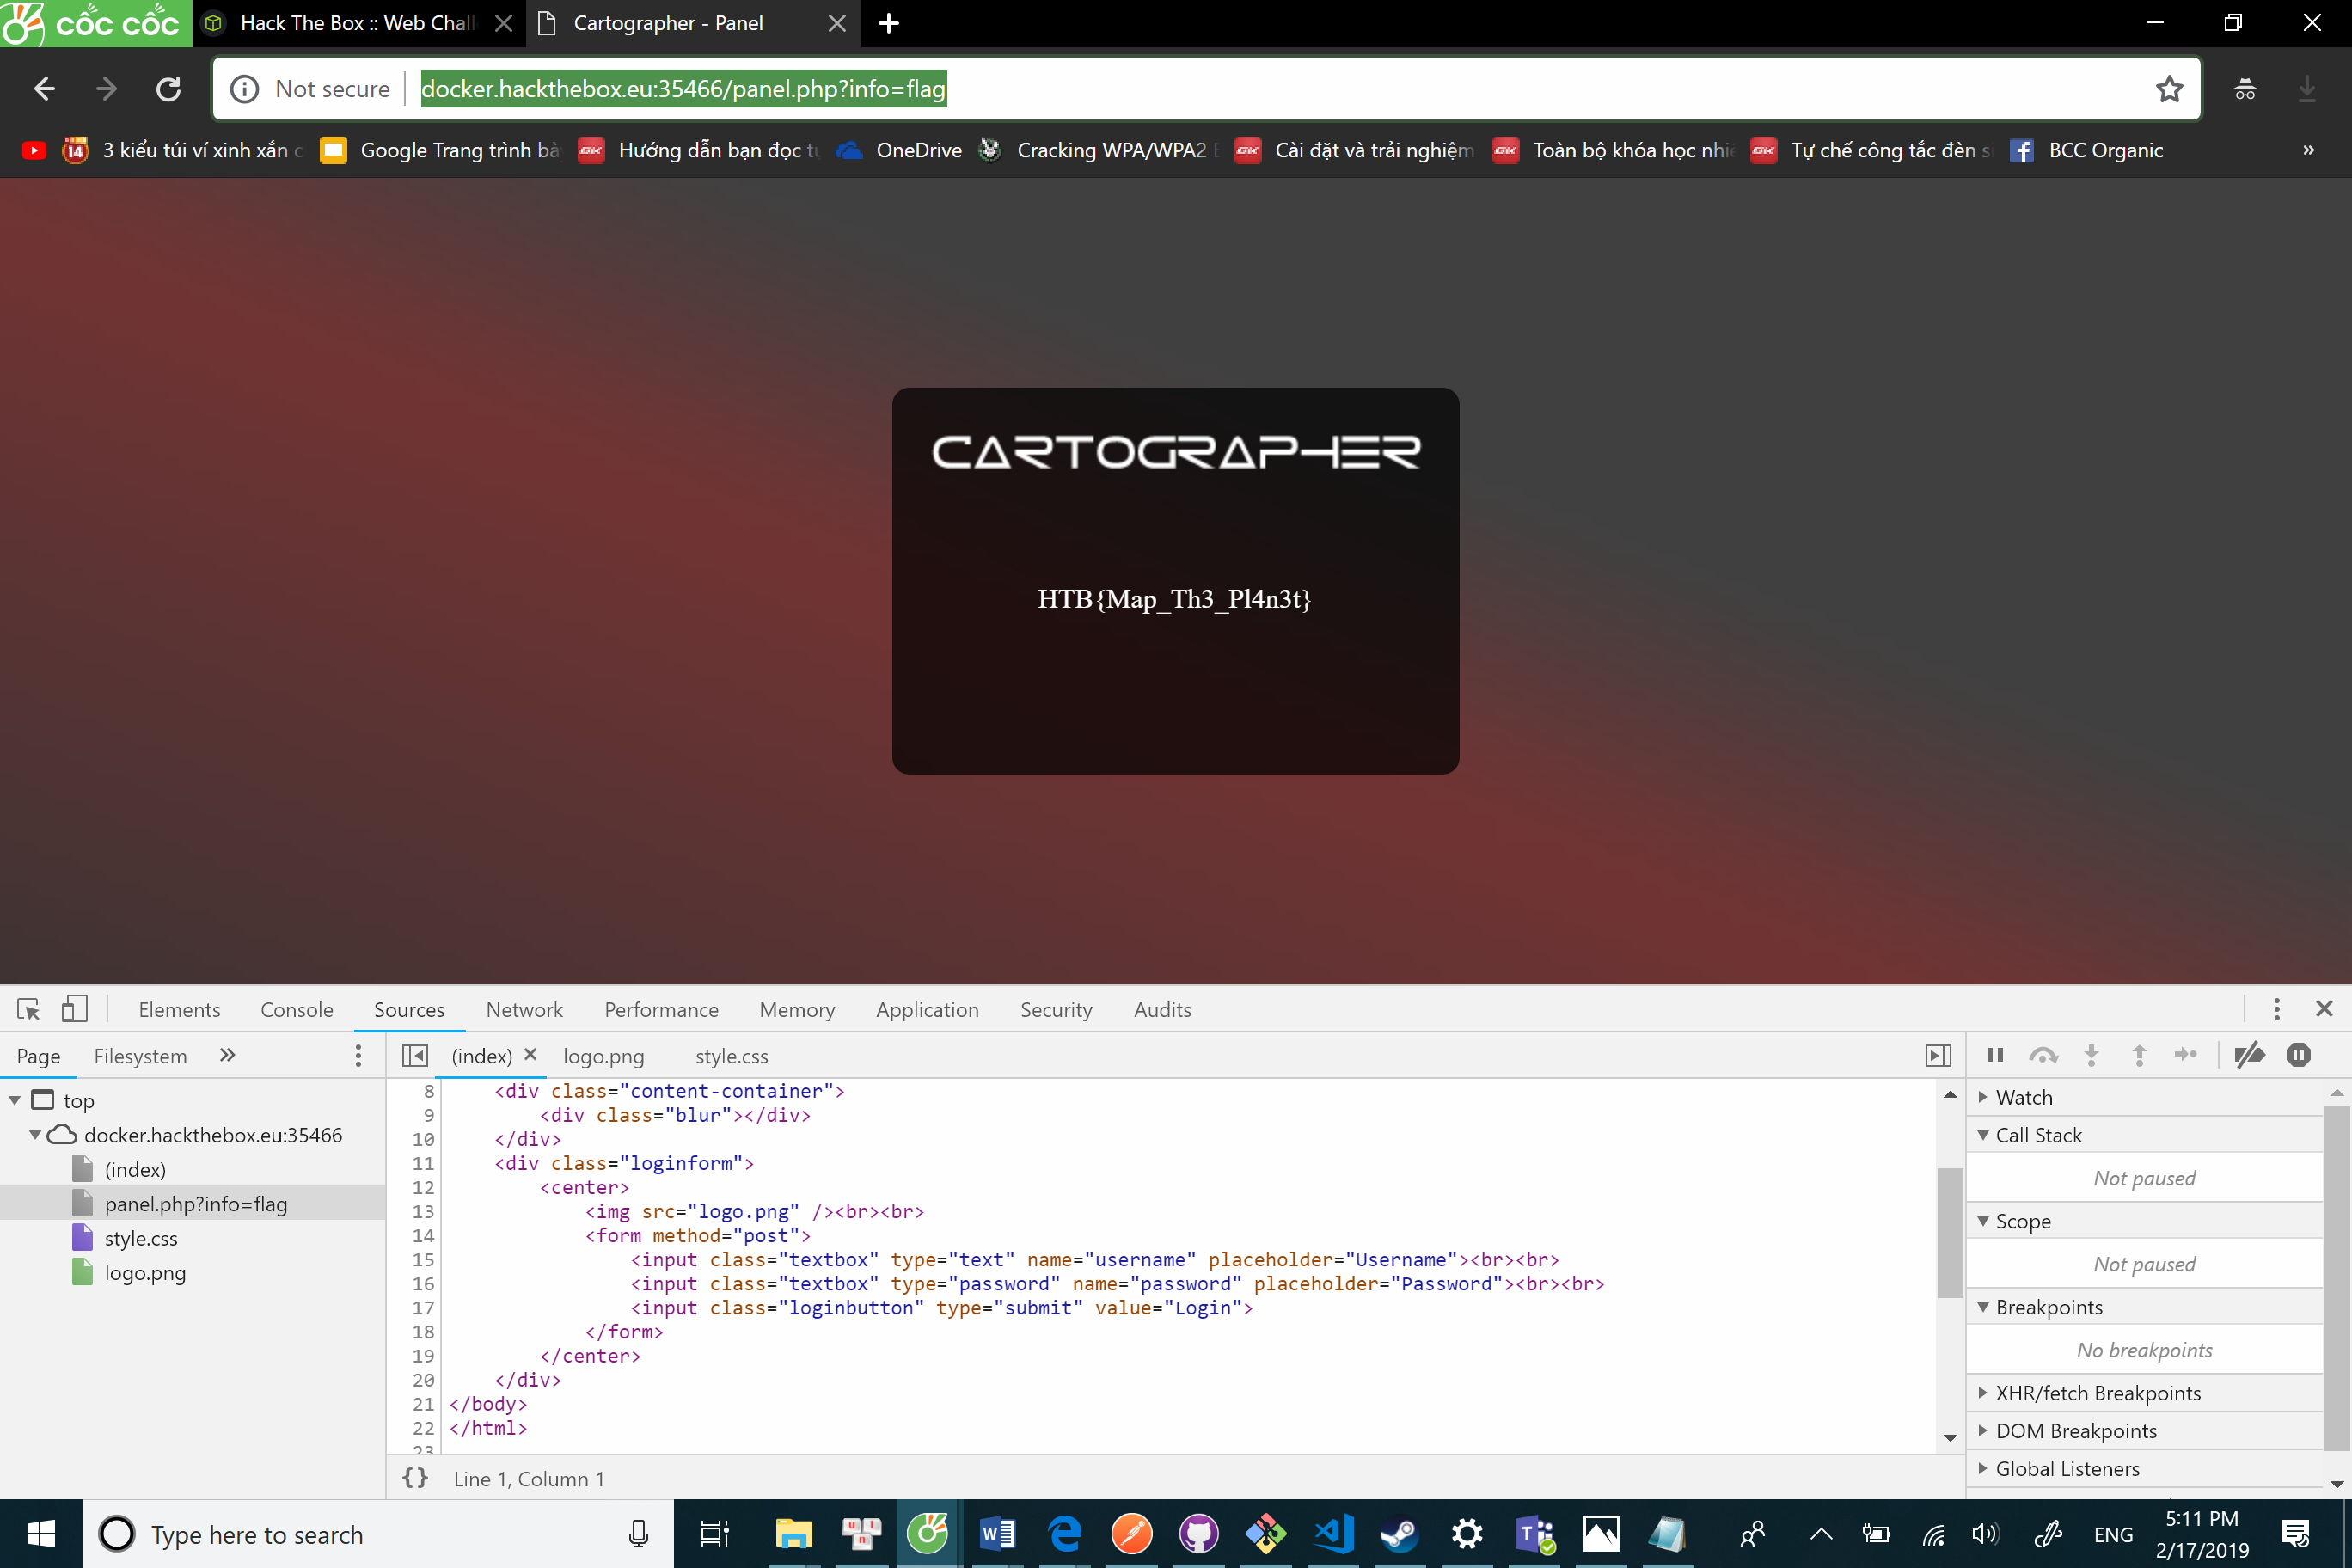 cốc cốc
Hack The Box :: Web Chall
Cartographer - Panel
Not secure
docker.hackthebox.eu:35466/panel.php?info=flag
14
3 kiểu túi ví xinh xắn c
Google Trang trình bà
GK
Hướng dẫn bạn đọc tự
OneDrive
Cracking WPA/WPA2 E
GK
Cài đặt và trải nghiệm
GK
Toàn bộ khóa học nhi
GK
Tự chế công tắc đèn s
BCC Organic
»
CARTOGRAPHER
HTB{Map_Th3_Pl4n3t}
Elements
Console
Sources
Network
Performance
Memory
Application
Security
Audits
Page
Filesystem
»
(index)
logo.png
style.css
top
docker.hackthebox.eu:35466
(index)
panel.php?info=flag
style.css
logo.png
8 <div class="content-container">
9 <div class="blur"></div>
10 </div>
11 <div class="loginform">
12 <center>
13 <img src="logo.png" /><br><br>
14 <form method="post">
15 <input class="textbox" type="text" name="username" placeholder="Username"><br><br>
16 <input class="textbox" type="password" name="password" placeholder="Password"><br><br>
17 <input class="loginbutton" type="submit" value="Login">
18 </form>
19 </center>
20 </div>
21 </body>
22 </html>
23
{} Line 1, Column 1
Watch
Call Stack
Not paused
Scope
Not paused
Breakpoints
No breakpoints
XHR/fetch Breakpoints
DOM Breakpoints
Global Listeners
Type here to search
ENG
5:11 PM
2/17/2019